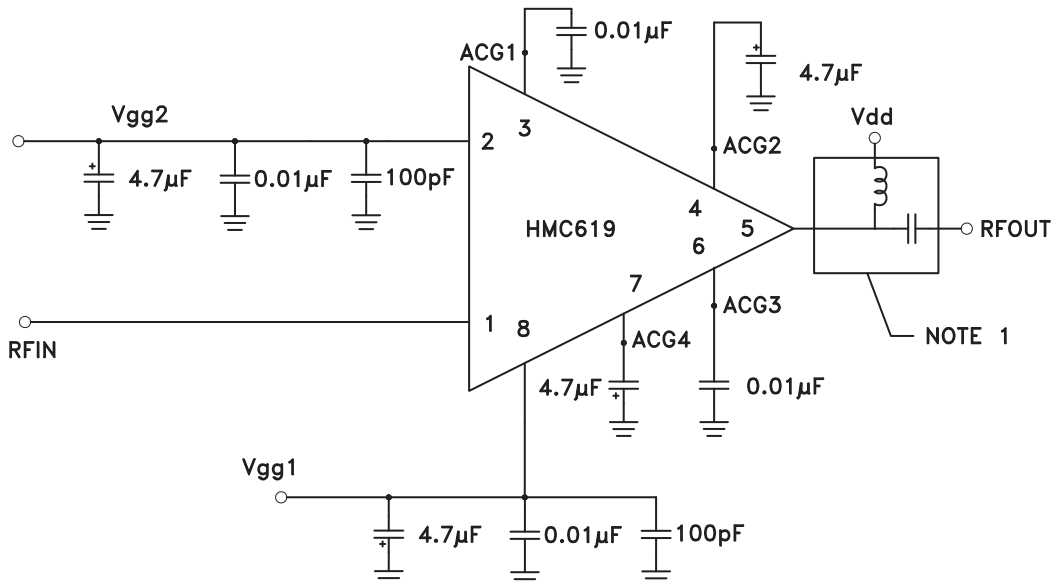 ACG1
0.01µF
ACG2
+
4.7µF
Vgg2
+
4.7µF
0.01µF
100pF
2
3
Vdd
HMC619
4
5
6
RFOUT
7
1
8
RFIN
ACG3
ACG4
NOTE 1
4.7µF
+
0.01µF
Vgg1
+
4.7µF
0.01µF
100pF